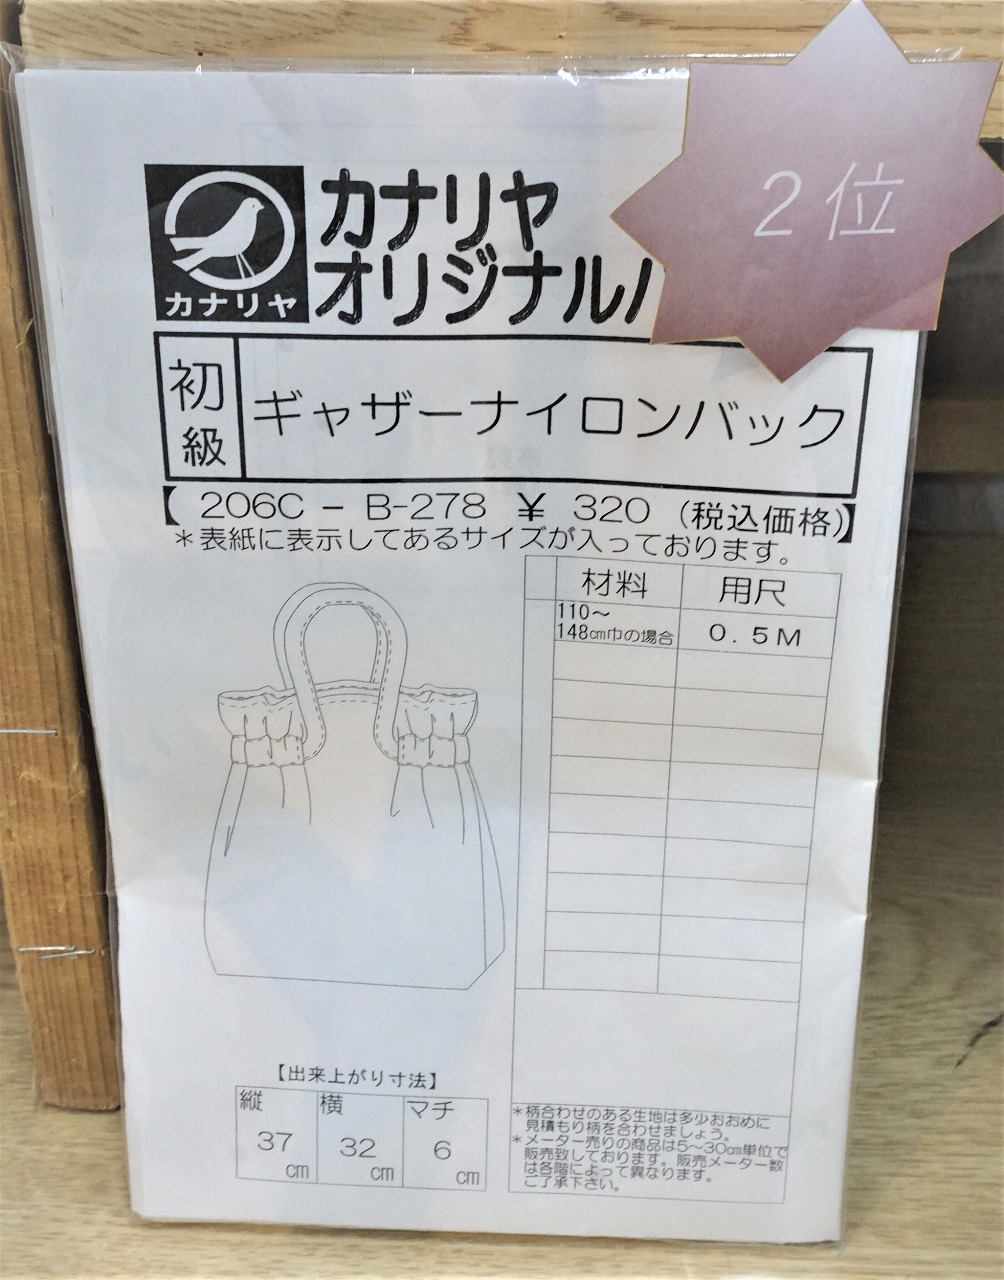 ２位
カナリヤ
カナリヤ
オリジナル
初級
ギャザーナイロンバック
【 206C － B-278 ￥ 320 (税込価格)】
＊表紙に表示してあるサイズが入っております。
材料 用尺
110～
148㎝巾の場合 0.5M
【出来上がり寸法】
縦 横 マチ
37 32 6
cm cm cm
＊柄合わせのある生地は多少おおめに
見積もり柄を合わせましょう。
＊メーター売りの商品は5～30㎝単位で
販売致しております。販売メーター数
は各階によって異なります。
ご了承下さい。